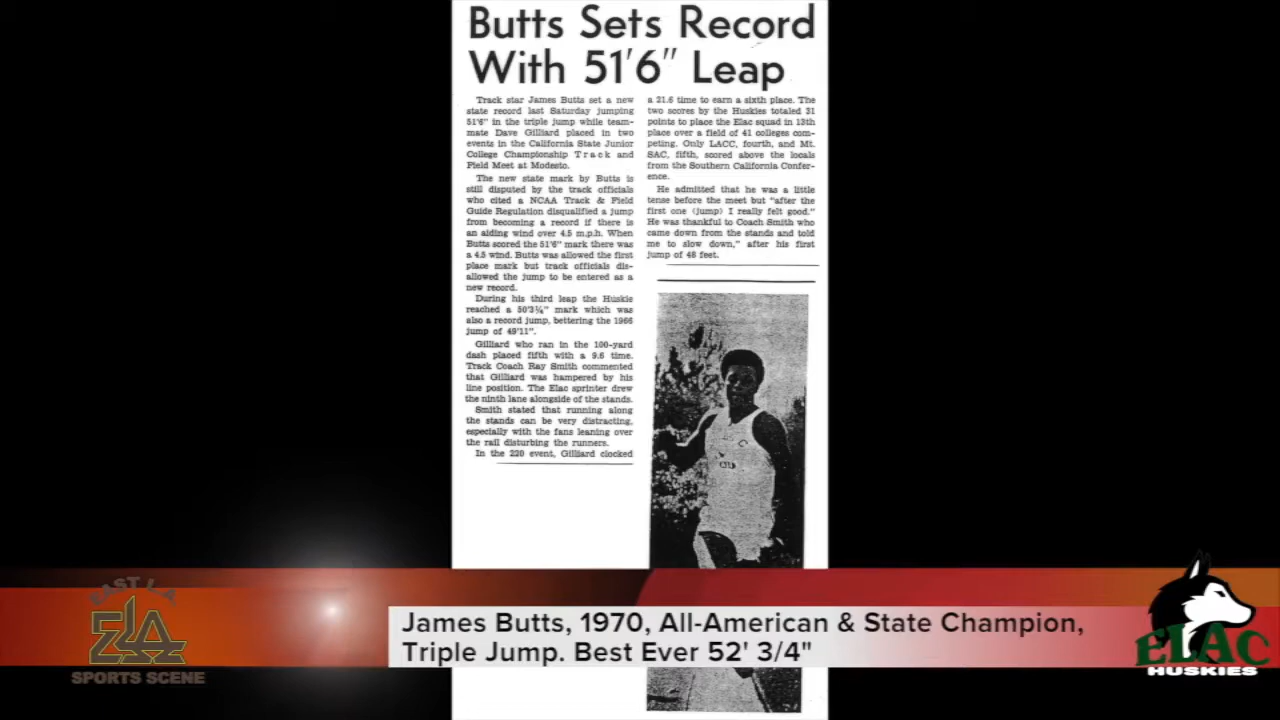 Butts Sets Record
With 51'6" Leap
Track star James Butts set a new
state record last Saturday jumping
51'6" in the triple jump while team-
mate Dave Gilliard placed in two
events in the California State Junior
College Championship Track and
Field Meet at Modesto.
The new state mark by Butts is
still disputed by the track officials
who cited a NCAA Track & Field
Guide Regulation disqualified a jump
from becoming a record if there is
an aiding wind over 4.5 m.p.h. When
Butts scored the 51'6" mark there was
a 4.5 wind. Butts was allowed the first
place mark but track officials dis-
allowed the jump to be entered as a
new record.
During his third leap the Huskie
reached a 50'3¼" mark which was
also a record jump, bettering the 1966
jump of 49'11".
Gilliard who ran in the 100-yard
dash placed fifth with a 9.6 time.
Track Coach Ray Smith commented
that Gilliard was hampered by his
line position. The Elac sprinter drew
the ninth lane alongside of the stands.
Smith stated that running along
the stands can be very distracting,
especially with the fans leaning over
the rail disturbing the runners.
In the 220 event, Gilliard clocked
a 21.6 time to earn a sixth place. The
two scores by the Huskies totaled 31
points to place the Elac squad in 13th
place over a field of 41 colleges com-
peting. Only LACC, fourth, and Mt.
SAC, fifth, scored above the locals
from the Southern California Confer-
ence.
He admitted that he was a little
tense before the meet but "after the
first one (jump) I really felt good."
He was thankful to Coach Smith who
came down from the stands and told
me to slow down," after his first
jump of 48 feet.
EAST L.A.
ELA
SPORTS SCENE
James Butts, 1970, All-American & State Champion,
Triple Jump. Best Ever 52' 3/4"
ELAC
HUSKIES